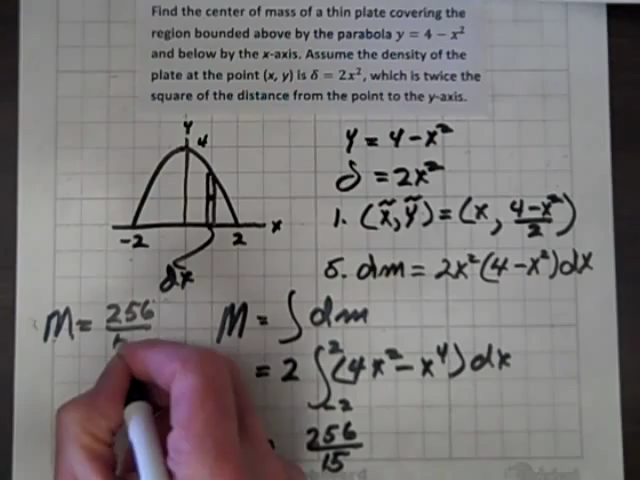 Find the center of mass of a thin plate covering the
region bounded above by the parabola y = 4 − x²
and below by the x-axis. Assume the density of the
plate at the point (x, y) is δ = 2x², which is twice the
square of the distance from the point to the y-axis.
y
4
-2
2
x
dx
y = 4-x²
δ = 2x²
1. (x̃, ỹ) = (x, (4-x²)/2)
5. dm = 2x²(4-x²)dx
M = 256/
M = ∫ dm
= 2 ∫₋₂² (4x² - x⁴) dx
256/15